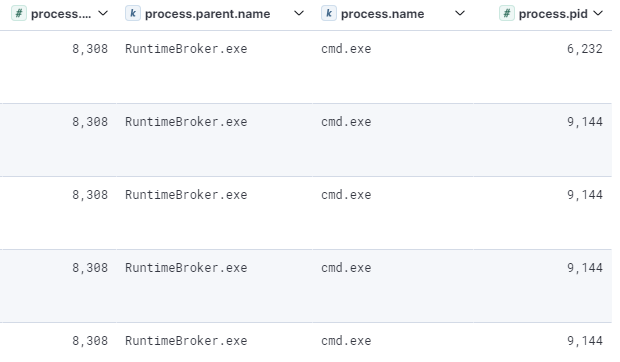 # process.... k process.parent.name k process.name # process.pid
8,308 RuntimeBroker.exe cmd.exe 6,232
8,308 RuntimeBroker.exe cmd.exe 9,144
8,308 RuntimeBroker.exe cmd.exe 9,144
8,308 RuntimeBroker.exe cmd.exe 9,144
8,308 RuntimeBroker.exe cmd.exe 9,144